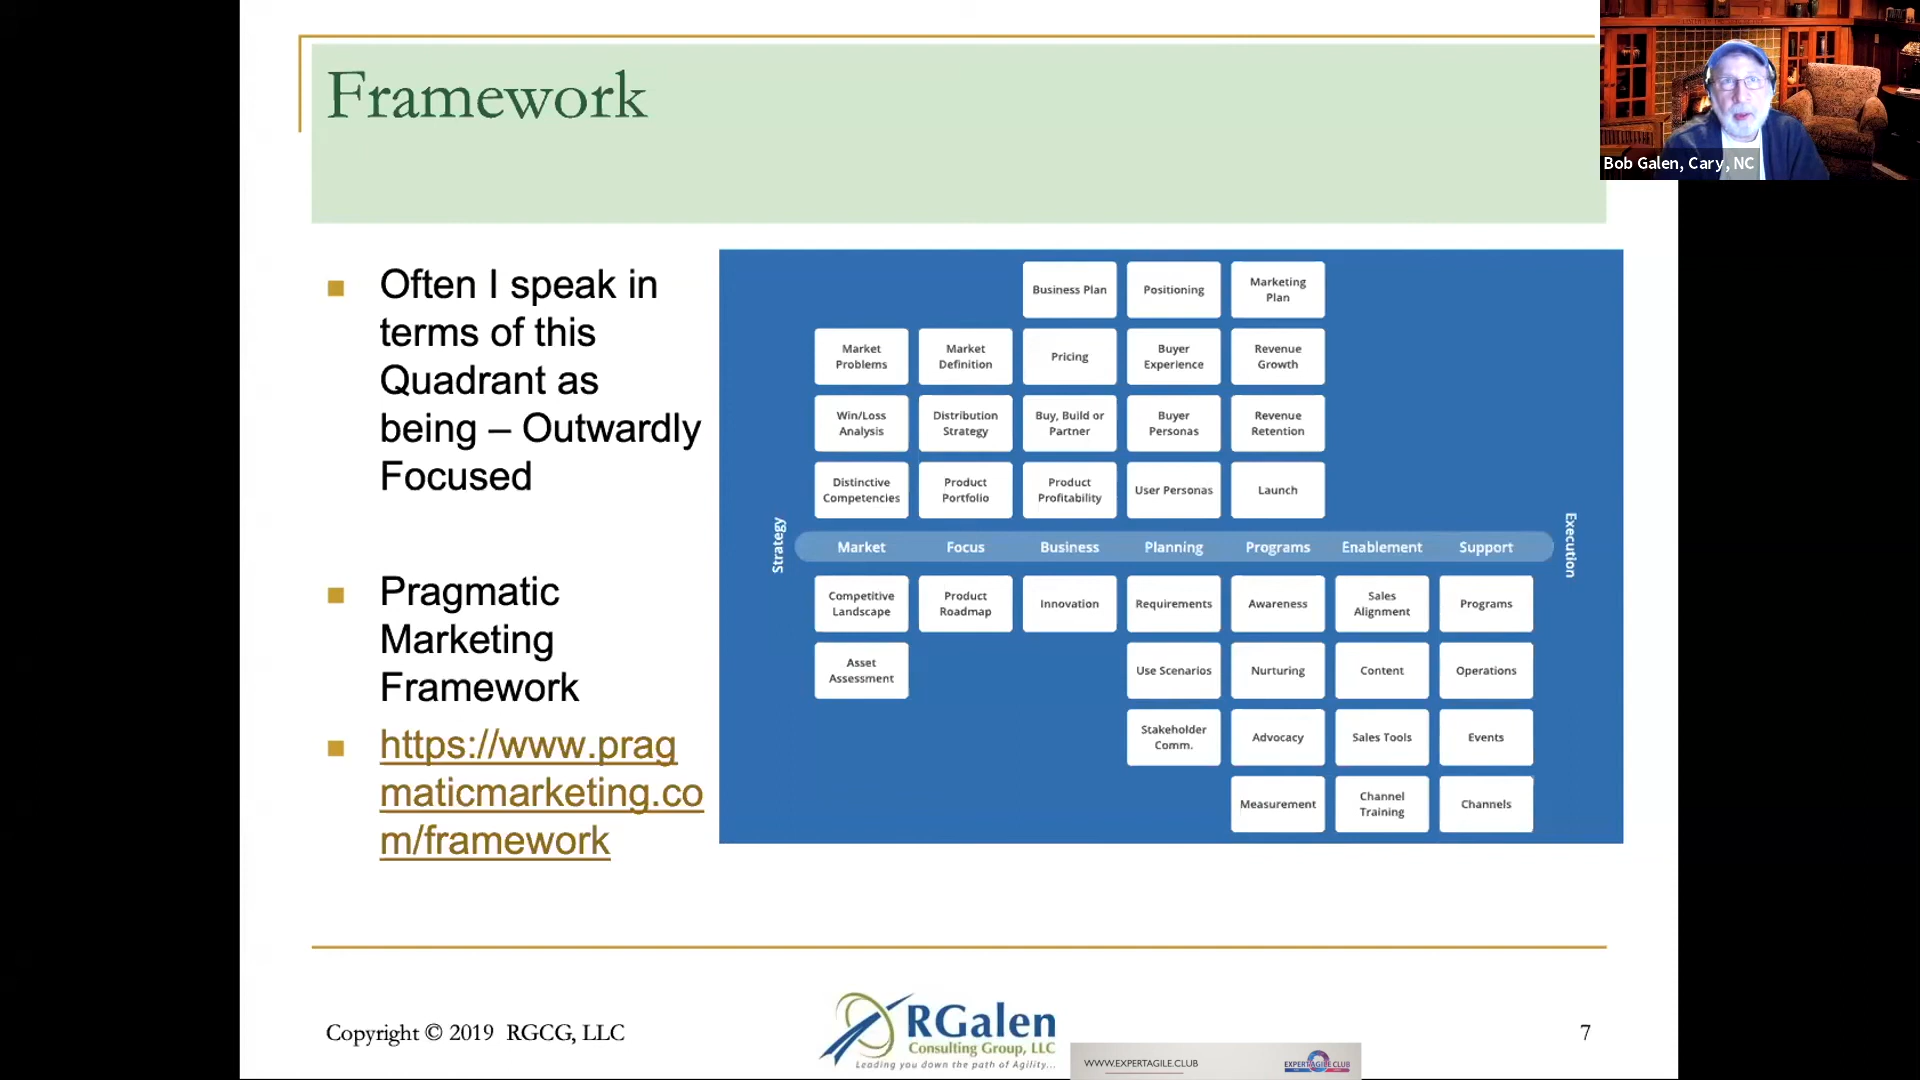 Framework
Bob Galen, Cary, NC
Often I speak in
terms of this
Quadrant as
being – Outwardly
Focused
Pragmatic
Marketing
Framework
https://www.prag
maticmarketing.co
m/framework
Business Plan
Positioning
Marketing
Plan
Market
Problems
Market
Definition
Pricing
Buyer
Experience
Revenue
Growth
Win/Loss
Analysis
Distribution
Strategy
Buy, Build or
Partner
Buyer
Personas
Revenue
Retention
Distinctive
Competencies
Product
Portfolio
Product
Profitability
User Personas
Launch
Strategy
Market
Focus
Business
Planning
Programs
Enablement
Support
Execution
Competitive
Landscape
Product
Roadmap
Innovation
Requirements
Awareness
Sales
Alignment
Programs
Asset
Assessment
Use Scenarios
Nurturing
Content
Operations
Stakeholder
Comm.
Advocacy
Sales Tools
Events
Measurement
Channel
Training
Channels
Copyright © 2019 RGCG, LLC
RGalen
Consulting Group, LLC
Leading you down the path of Agility...
WWW.EXPERTAGILE.CLUB
EXPERTAGILE CLUB
7